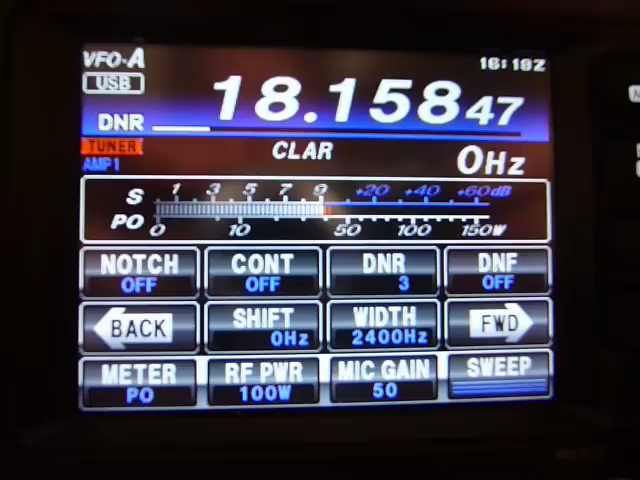 VFO-A 16:18Z
USB 18.158 47
DNR
TUNER CLAR 0Hz
AMP1
S 1 3 5 7 9 +20 +40 +60dB
PO 0 10 50 100 150W
NOTCH CONT DNR DNF
OFF OFF 3 OFF
BACK SHIFT WIDTH FWD
0Hz 2400Hz
METER RF PWR MIC GAIN SWEEP
PO 100W 50